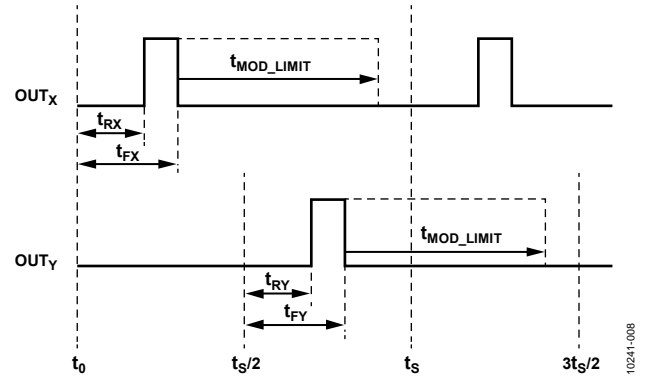 OUTX
tMOD_LIMIT
tRX
tFX
OUTY
tMOD_LIMIT
tRY
tFY
t0 tS/2 tS 3tS/2
10241-008